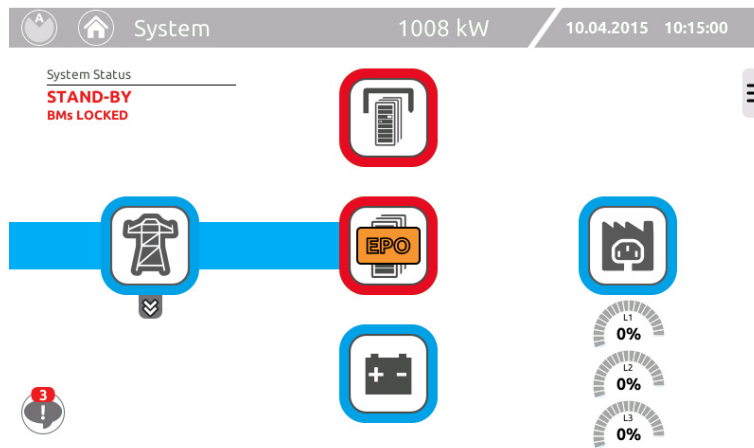 A
System
1008 kW
10.04.2015 10:15:00
System Status
STAND-BY
BMs LOCKED
EPO
L1
0%
L2
0%
L3
0%
3
!
+ -